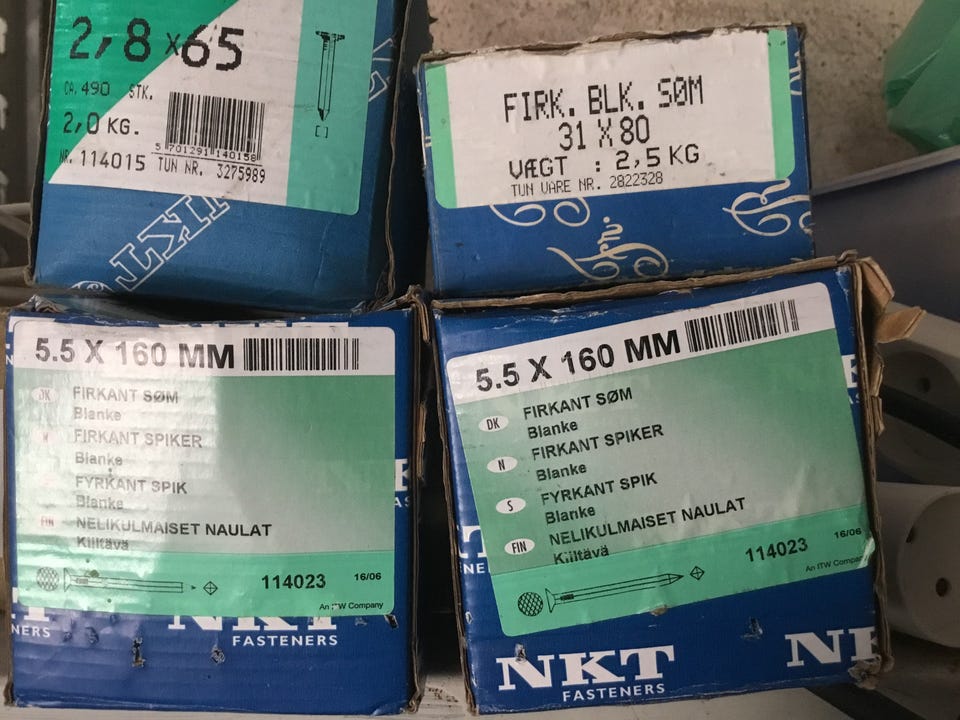 2,8 x65
CA. 490 STK.
2,0 KG.
5 701291 140158
NR. 114015 TUN NR. 3275989
NKT
FIRK. BLK. SØM
31 X 80
VÆGT : 2,5 KG
TUN VARE NR. 2822328
5.5 X 160 MM
DK FIRKANT SØM
Blanke
N FIRKANT SPIKER
Blanke
FYRKANT SPIK
Blanke
FIN NELIKULMAISET NAULAT
Kiiltävä
114023 16/06
An ITW Company
NKT
FASTENERS
5.5 X 160 MM
DK FIRKANT SØM
Blanke
N FIRKANT SPIKER
Blanke
S FYRKANT SPIK
Blanke
FIN NELIKULMAISET NAULAT
Kiiltävä
114023 16/06
An ITW Company
NKT
FASTENERS